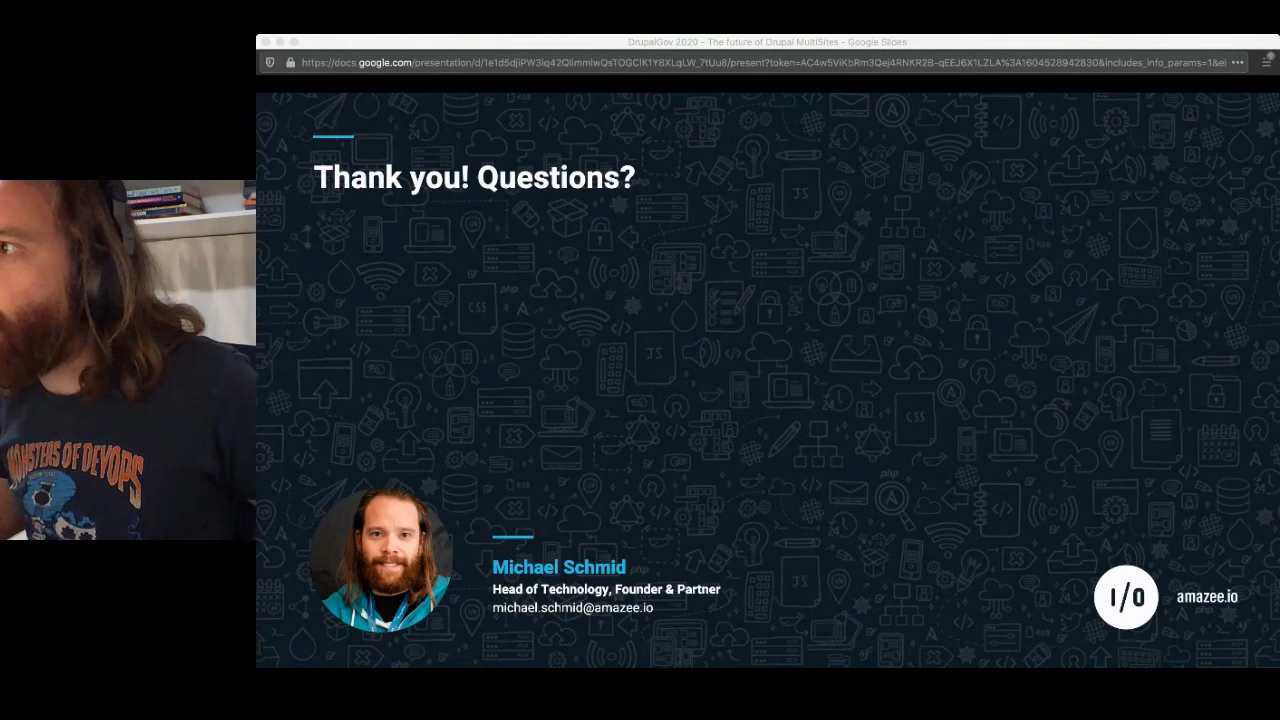 DrupalGov 2020 - The future of Drupal MultiSites - Google Slides
Thank you! Questions?
MONSTERS OF DEVOPS
Michael Schmid
Head of Technology, Founder & Partner
michael.schmid@amazee.io
I/O
amazee.io